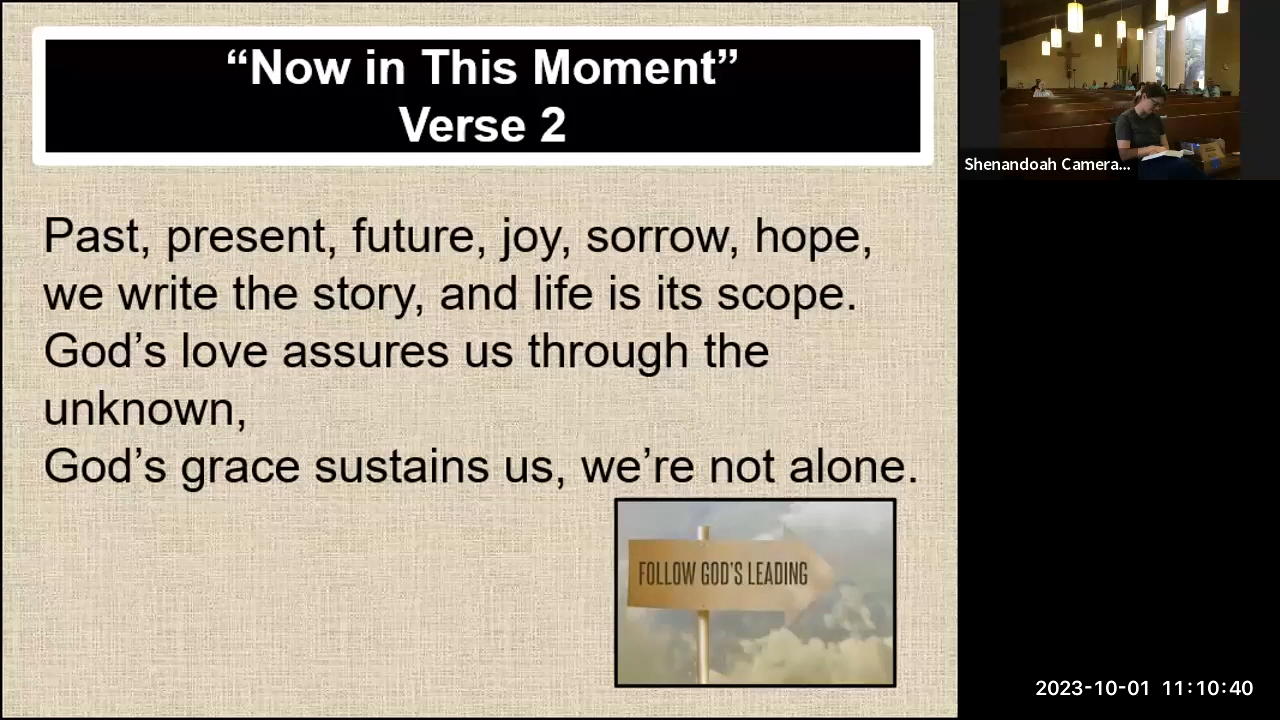 “Now in This Moment”
Verse 2
Past, present, future, joy, sorrow, hope,
we write the story, and life is its scope.
God’s love assures us through the
unknown,
God’s grace sustains us, we’re not alone.
FOLLOW GOD'S LEADING
Shenandoah Camera...
2023-10-01 11:10:40